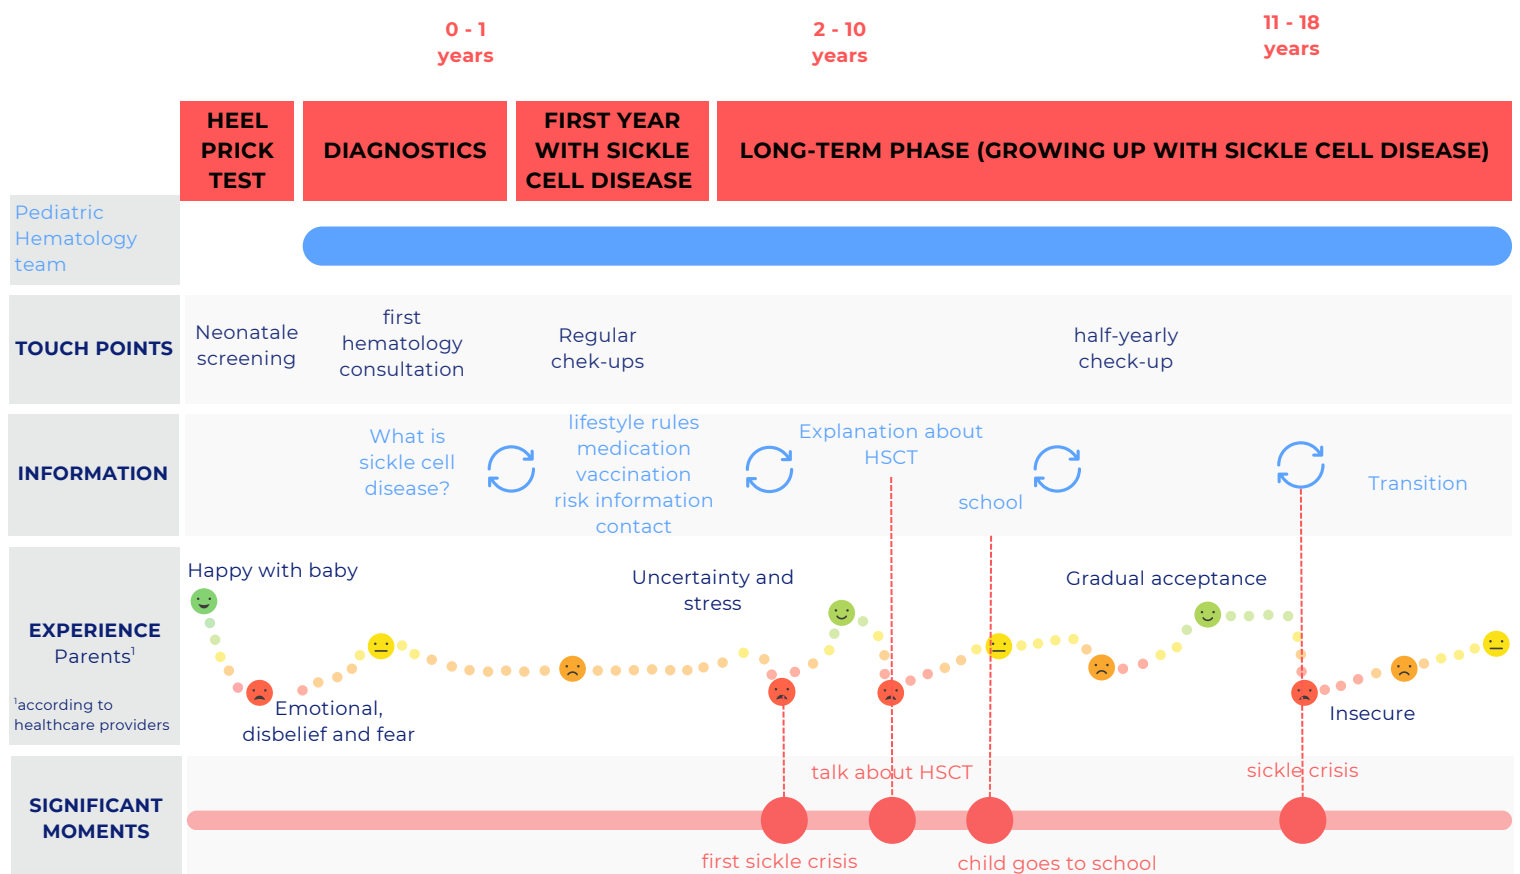 0 - 1
years
2 - 10
years
11 - 18
years
HEEL
PRICK
TEST
DIAGNOSTICS
FIRST YEAR
WITH SICKLE
CELL DISEASE
LONG-TERM PHASE (GROWING UP WITH SICKLE CELL DISEASE)
Pediatric
Hematology
team
TOUCH POINTS
Neonatale
screening
first
hematology
consultation
Regular
chek-ups
half-yearly
check-up
INFORMATION
What is
sickle cell
disease?
lifestyle rules
medication
vaccination
risk information
contact
Explanation about
HSCT
school
Transition
EXPERIENCE
Parents¹
¹according to
healthcare providers
Happy with baby
Emotional,
disbelief and fear
Uncertainty and
stress
Gradual acceptance
Insecure
SIGNIFICANT
MOMENTS
first sickle crisis
talk about HSCT
child goes to school
sickle crisis